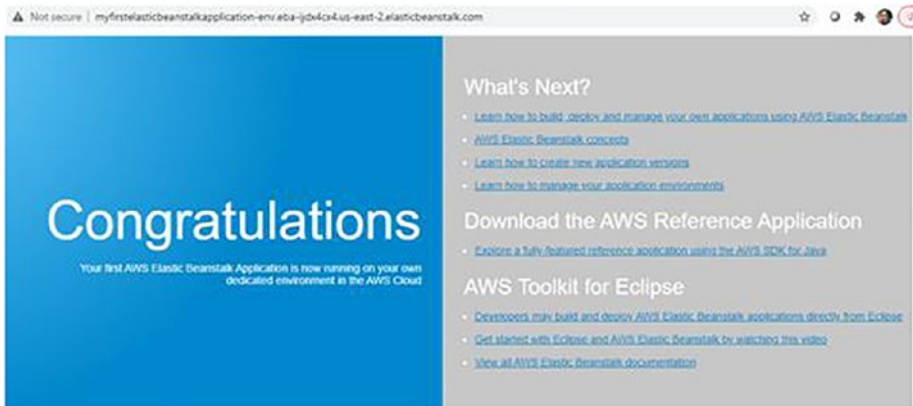 Not secure | myfirstelasticbeanstalkapplication-env.eba-ijdx4cx4.us-east-2.elasticbeanstalk.com
Congratulations
Your first AWS Elastic Beanstalk Application is now running on your own
dedicated environment in the AWS Cloud
What's Next?
Learn how to build, deploy and manage your own applications using AWS Elastic Beanstalk
AWS Elastic Beanstalk concepts
Learn how to create new application versions
Learn how to manage your application environments
Download the AWS Reference Application
Explore a fully-featured reference application using the AWS SDK for Java
AWS Toolkit for Eclipse
Developers may build and deploy AWS Elastic Beanstalk applications directly from Eclipse
Get started with Eclipse and AWS Elastic Beanstalk by watching this video
View all AWS Elastic Beanstalk documentation